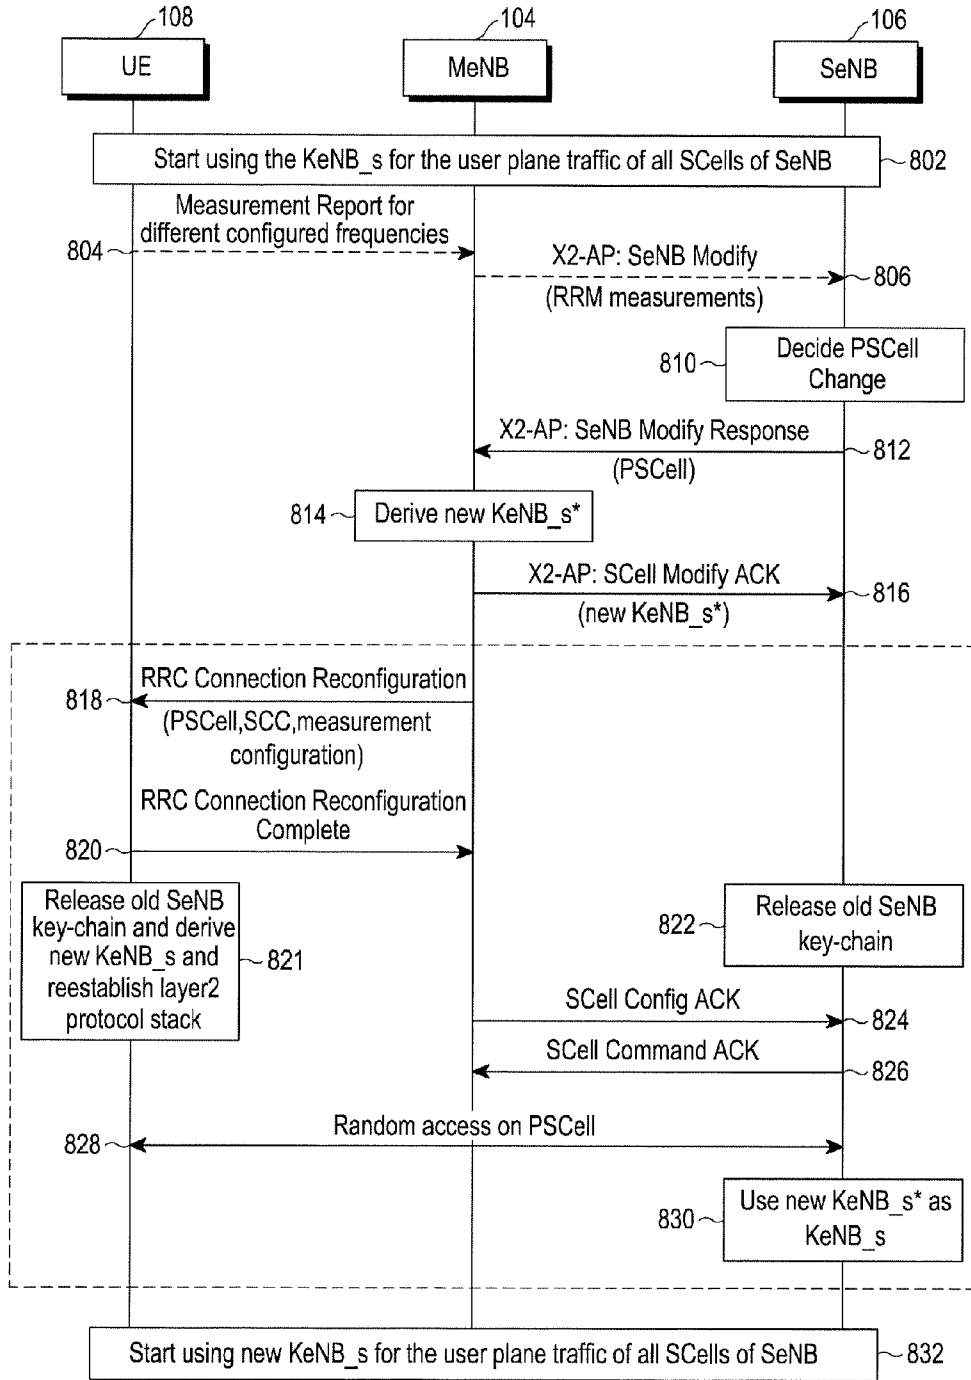 108
104
106
UE
MeNB
SeNB
Start using the KeNB_s for the user plane traffic of all SCells of SeNB
802
Measurement Report for
different configured frequencies
804
X2-AP: SeNB Modify
(RRM measurements)
806
810
Decide PSCell
Change
X2-AP: SeNB Modify Response
(PSCell)
812
814
Derive new KeNB_s*
X2-AP: SCell Modify ACK
(new KeNB_s*)
816
RRC Connection Reconfiguration
818
(PSCell,SCC,measurement
configuration)
RRC Connection Reconfiguration
Complete
820
Release old SeNB
key-chain and derive
new KeNB_s and
reestablish layer2
protocol stack
821
822
Release old SeNB
key-chain
SCell Config ACK
824
SCell Command ACK
826
Random access on PSCell
828
830
Use new KeNB_s* as
KeNB_s
Start using new KeNB_s for the user plane traffic of all SCells of SeNB
832